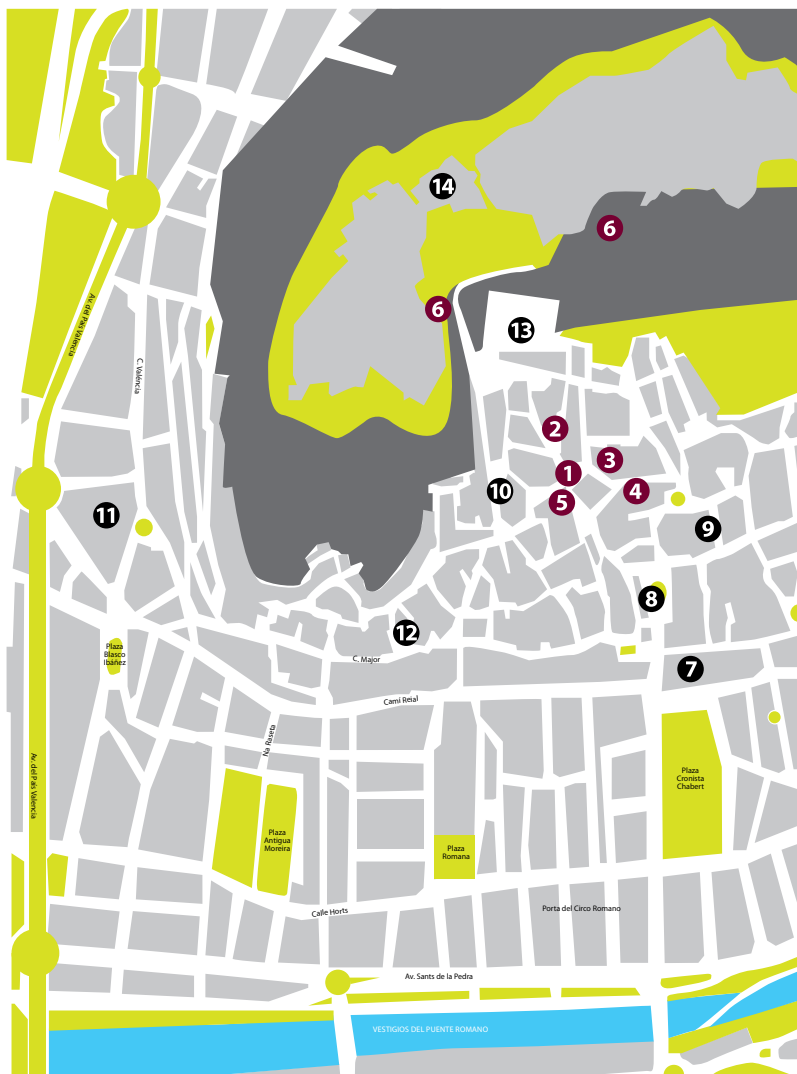 14
6
6
13
Av. del País Valencia
C. Valéncia
2
3
1
10
4
5
11
9
8
12
Plaza
Blasco
Ibáñez
C. Major
7
Camí Reial
Na Raseta
Av. del País Valencia
Plaza
Cronista
Chabert
Plaza
Antigua
Moreira
Plaza
Romana
Calle Horts
Porta del Circo Romano
Av. Sants de la Pedra
VESTIGIOS DEL PUENTE ROMANO